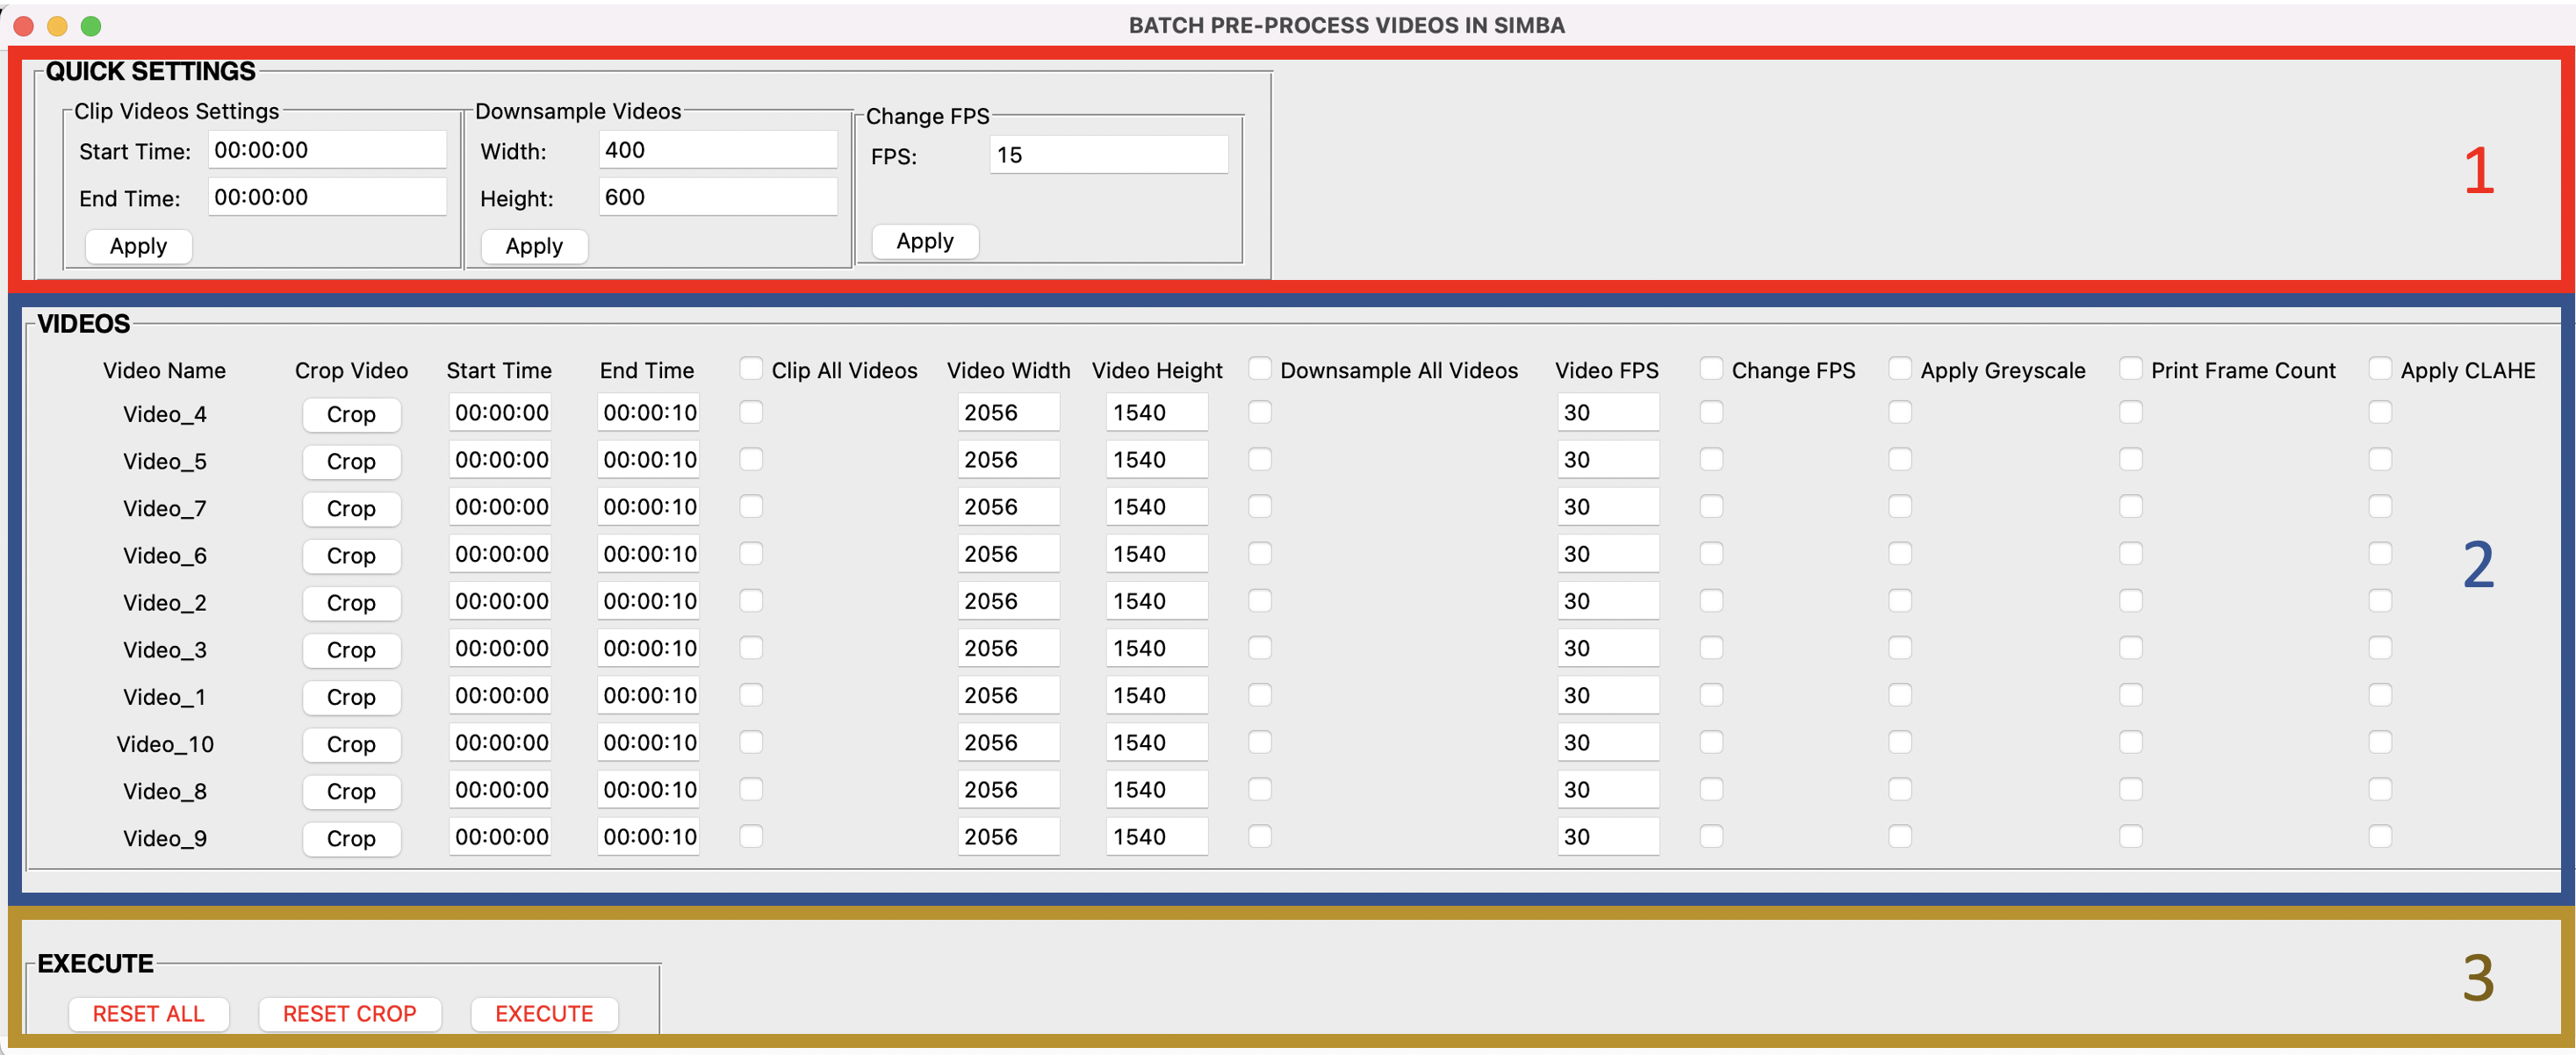 BATCH PRE-PROCESS VIDEOS IN SIMBA
QUICK SETTINGS
Clip Videos Settings Downsample Videos Change FPS
Start Time: 00:00:00 Width: 400 FPS: 15
End Time: 00:00:00 Height: 600
Apply Apply Apply
1
VIDEOS
Video Name Crop Video Start Time End Time Clip All Videos Video Width Video Height Downsample All Videos Video FPS Change FPS Apply Greyscale Print Frame Count Apply CLAHE
Video_4 Crop 00:00:00 00:00:10 2056 1540 30
Video_5 Crop 00:00:00 00:00:10 2056 1540 30
Video_7 Crop 00:00:00 00:00:10 2056 1540 30
Video_6 Crop 00:00:00 00:00:10 2056 1540 30
2
Video_2 Crop 00:00:00 00:00:10 2056 1540 30
Video_3 Crop 00:00:00 00:00:10 2056 1540 30
Video_1 Crop 00:00:00 00:00:10 2056 1540 30
Video_10 Crop 00:00:00 00:00:10 2056 1540 30
Video_8 Crop 00:00:00 00:00:10 2056 1540 30
Video_9 Crop 00:00:00 00:00:10 2056 1540 30
EXECUTE
3
RESET ALL RESET CROP EXECUTE